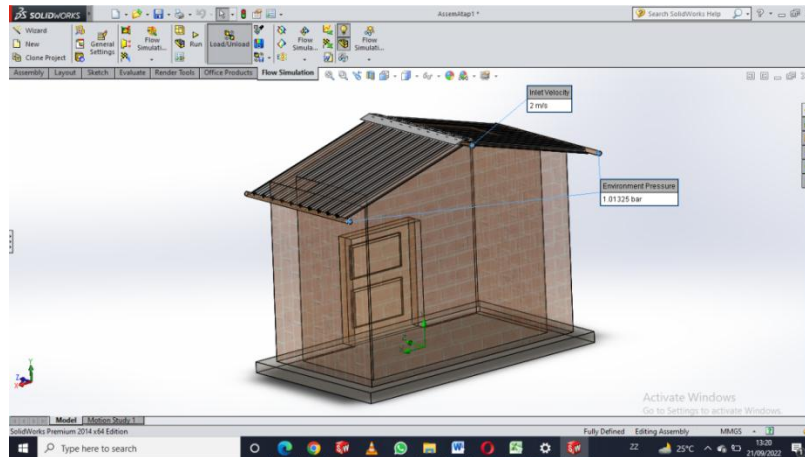 SOLIDWORKS
Assem4tap1 *
Search SolidWorks Help
Wizard
New
Clone Project
General Settings
Flow Simulati...
Run
Load/Unload
Flow Simula...
Flow Simulati...
Assembly Layout Sketch Evaluate Render Tools Office Products Flow Simulation
Inlet Velocity
2 m/s
Environment Pressure
1.01325 bar
Activate Windows
Go to Settings to activate Windows.
Model Motion Study 1
SolidWorks Premium 2014 x64 Edition
Fully Defined Editing Assembly MMGS
Type here to search
25°C
13:20
21/09/2022